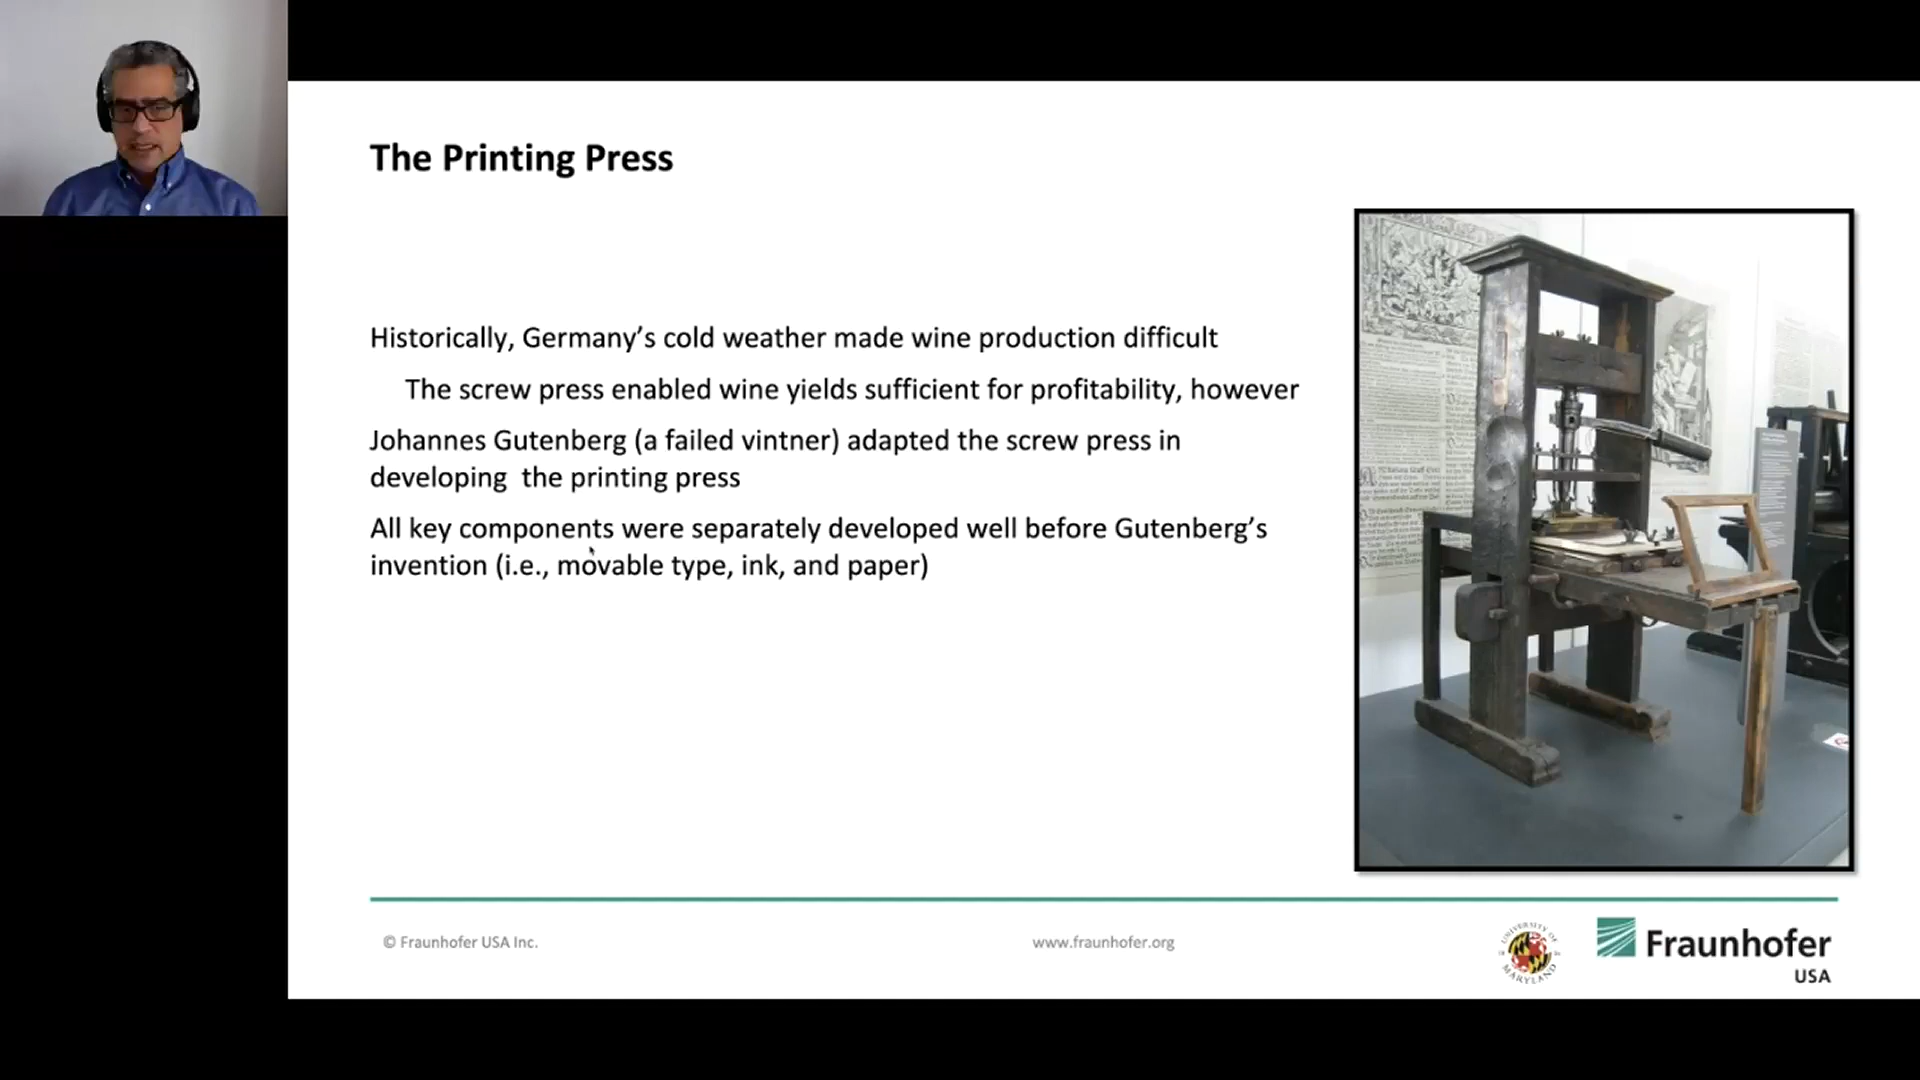 The Printing Press
Historically, Germany's cold weather made wine production difficult
The screw press enabled wine yields sufficient for profitability, however
Johannes Gutenberg (a failed vintner) adapted the screw press in
developing the printing press
All key components were separately developed well before Gutenberg's
invention (i.e., movable type, ink, and paper)
© Fraunhofer USA Inc.
www.fraunhofer.org
UNIVERSITY OF
MARYLAND
Fraunhofer
USA